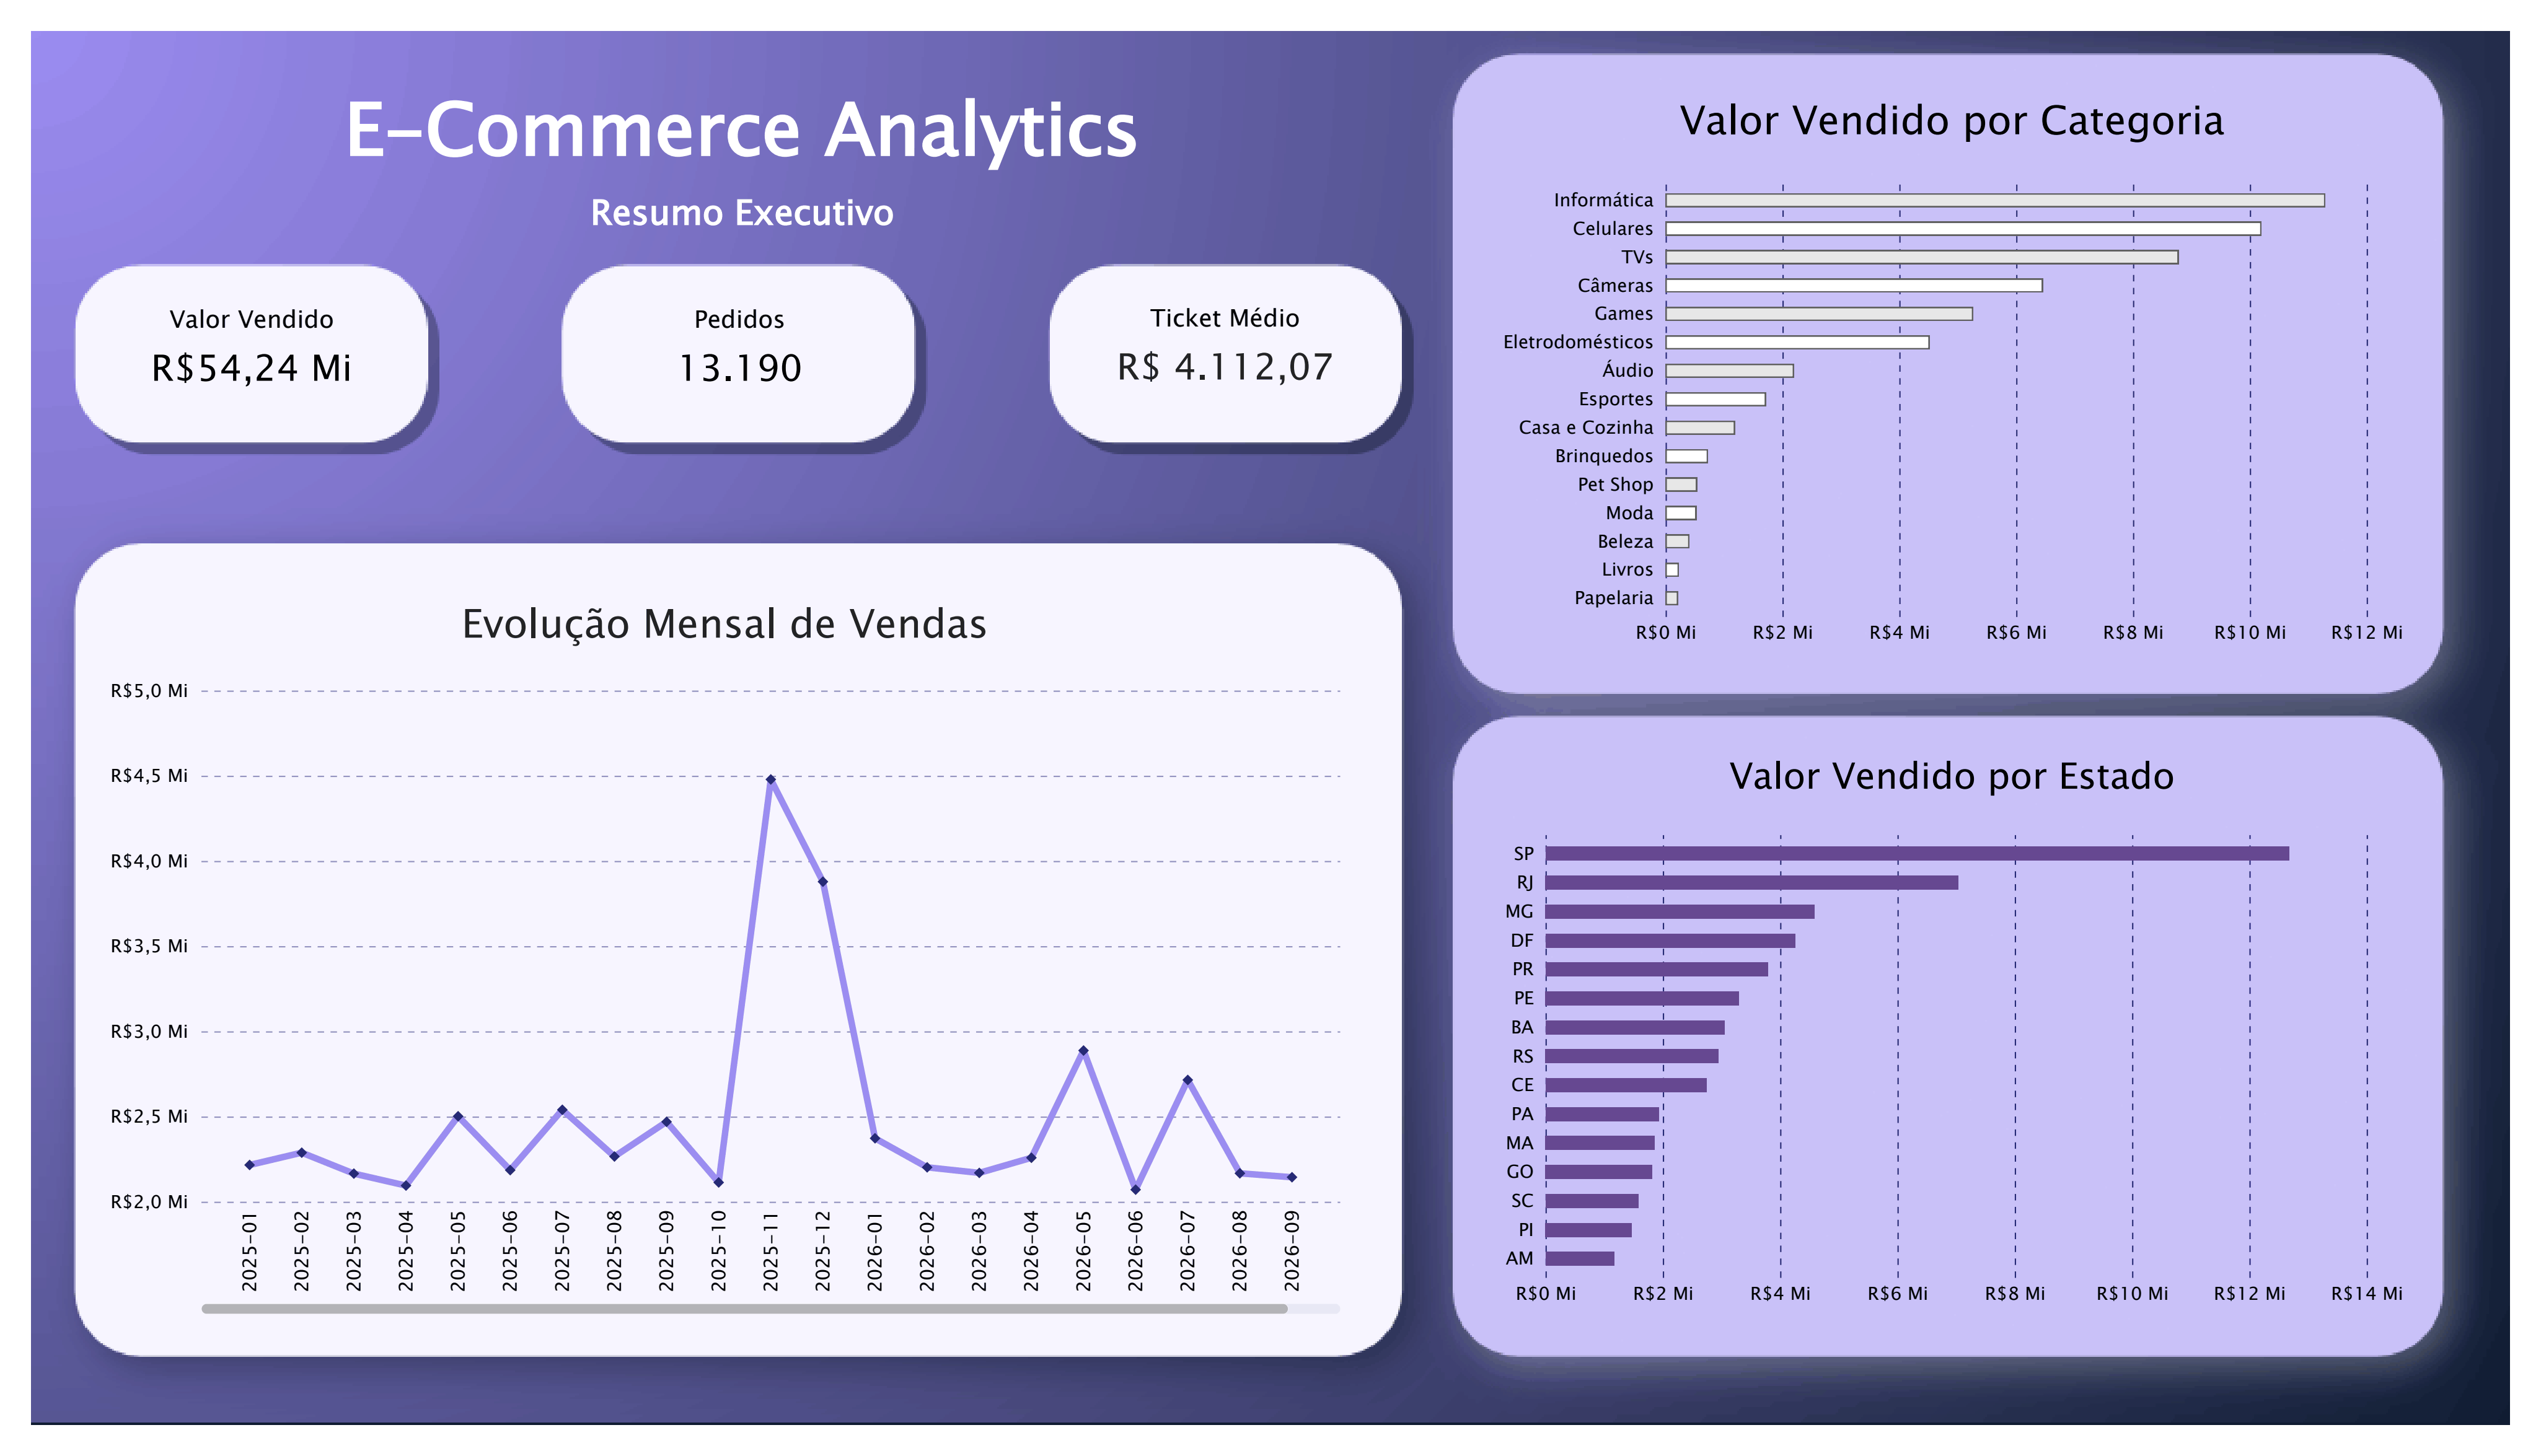 E-Commerce Analytics
Resumo Executivo
Valor Vendido
R$54,24 Mi
Pedidos
13.190
Ticket Médio
R$ 4.112,07
Evolução Mensal de Vendas
R$5,0 Mi
R$4,5 Mi
R$4,0 Mi
R$3,5 Mi
R$3,0 Mi
R$2,5 Mi
R$2,0 Mi
2025-01
2025-02
2025-03
2025-04
2025-05
2025-06
2025-07
2025-08
2025-09
2025-10
2025-11
2025-12
2026-01
2026-02
2026-03
2026-04
2026-05
2026-06
2026-07
2026-08
2026-09
Valor Vendido por Categoria
Informática
Celulares
TVs
Câmeras
Games
Eletrodomésticos
Áudio
Esportes
Casa e Cozinha
Brinquedos
Pet Shop
Moda
Beleza
Livros
Papelaria
R$0 Mi R$2 Mi R$4 Mi R$6 Mi R$8 Mi R$10 Mi R$12 Mi
Valor Vendido por Estado
SP
RJ
MG
DF
PR
PE
BA
RS
CE
PA
MA
GO
SC
PI
AM
R$0 Mi R$2 Mi R$4 Mi R$6 Mi R$8 Mi R$10 Mi R$12 Mi R$14 Mi